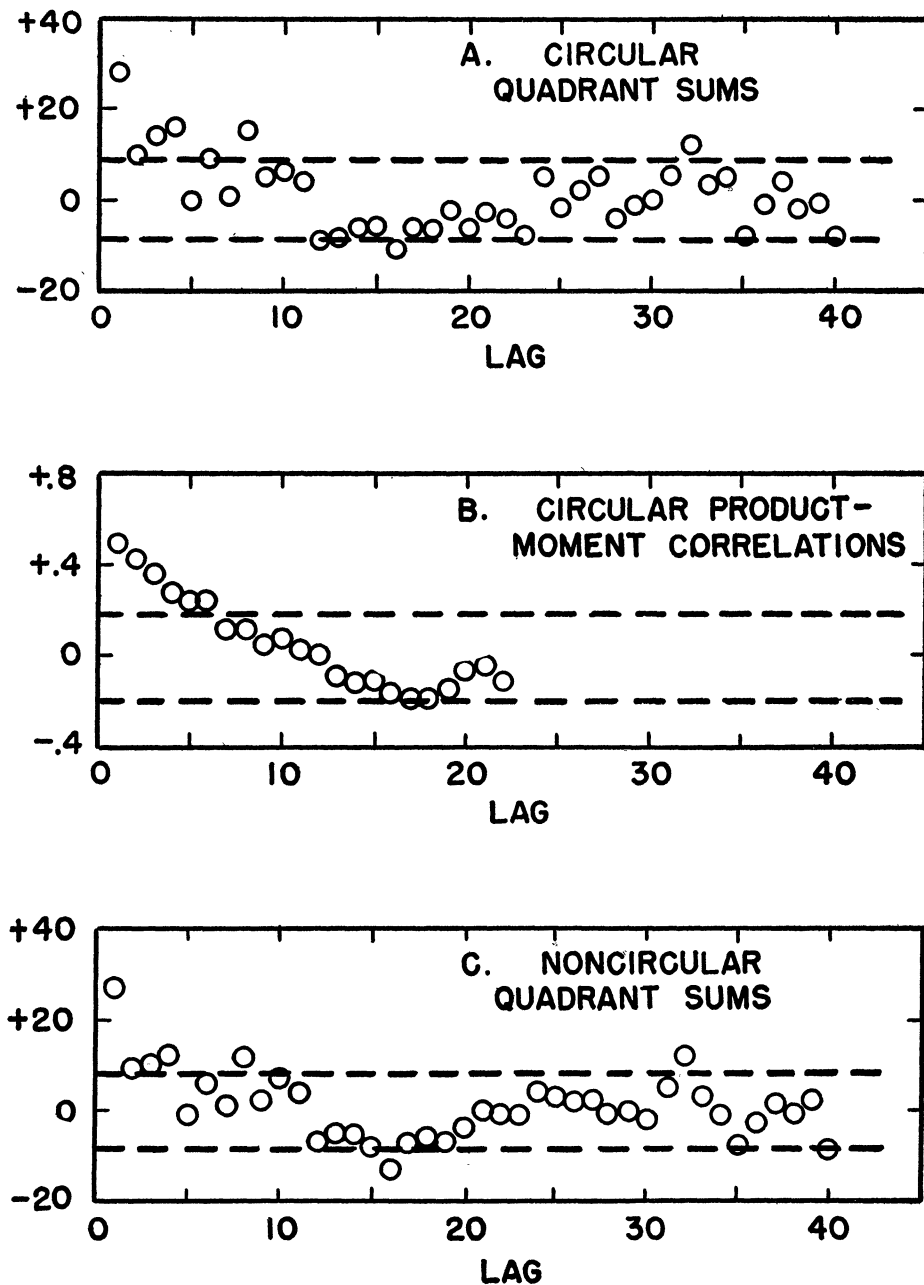 +40
A. CIRCULAR
QUADRANT SUMS
+20
0
-20
0 10 20 30 40
LAG
+.8
B. CIRCULAR PRODUCT-
MOMENT CORRELATIONS
+.4
0
-.4
0 10 20 30 40
LAG
+40
C. NONCIRCULAR
QUADRANT SUMS
+20
0
-20
0 10 20 30 40
LAG